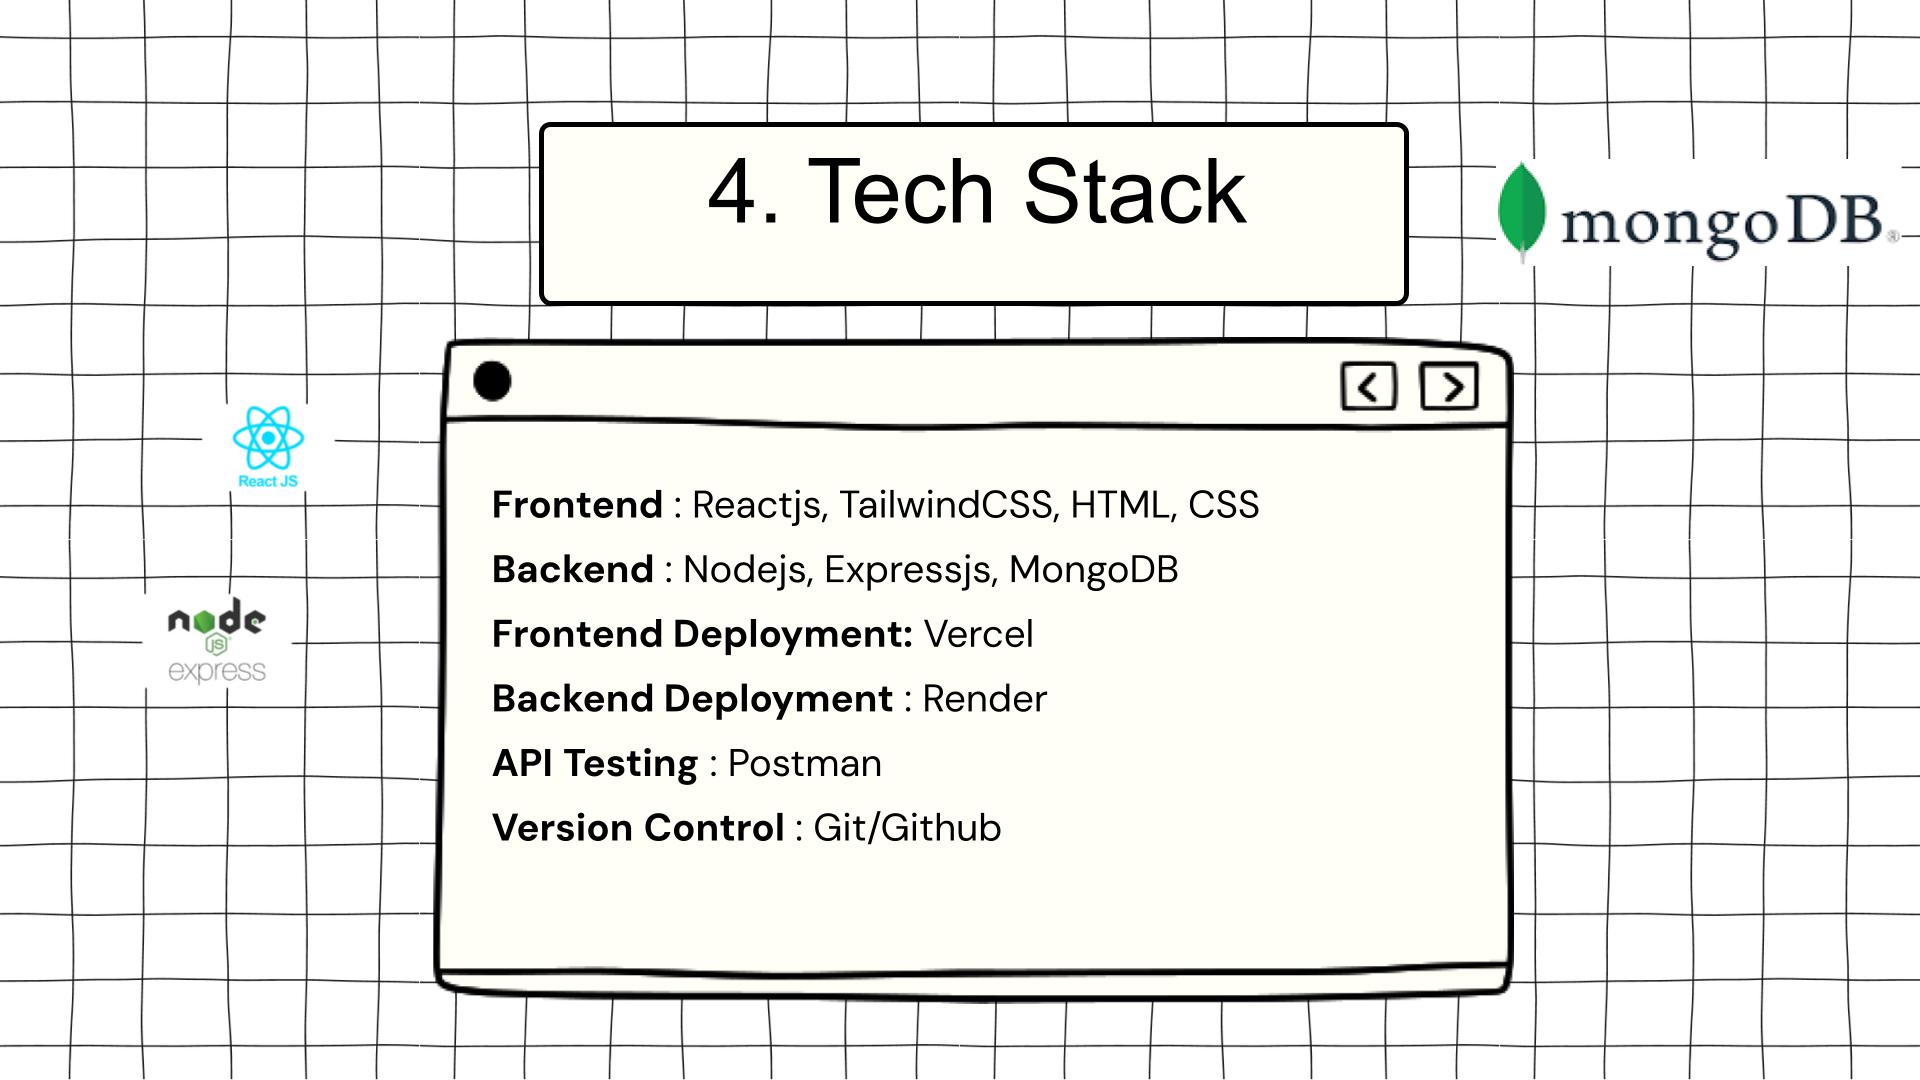 4. Tech Stack
mongoDB®
React JS
node
JS
express
Frontend : Reactjs, TailwindCSS, HTML, CSS
Backend : Nodejs, Expressjs, MongoDB
Frontend Deployment: Vercel
Backend Deployment : Render
API Testing : Postman
Version Control : Git/Github